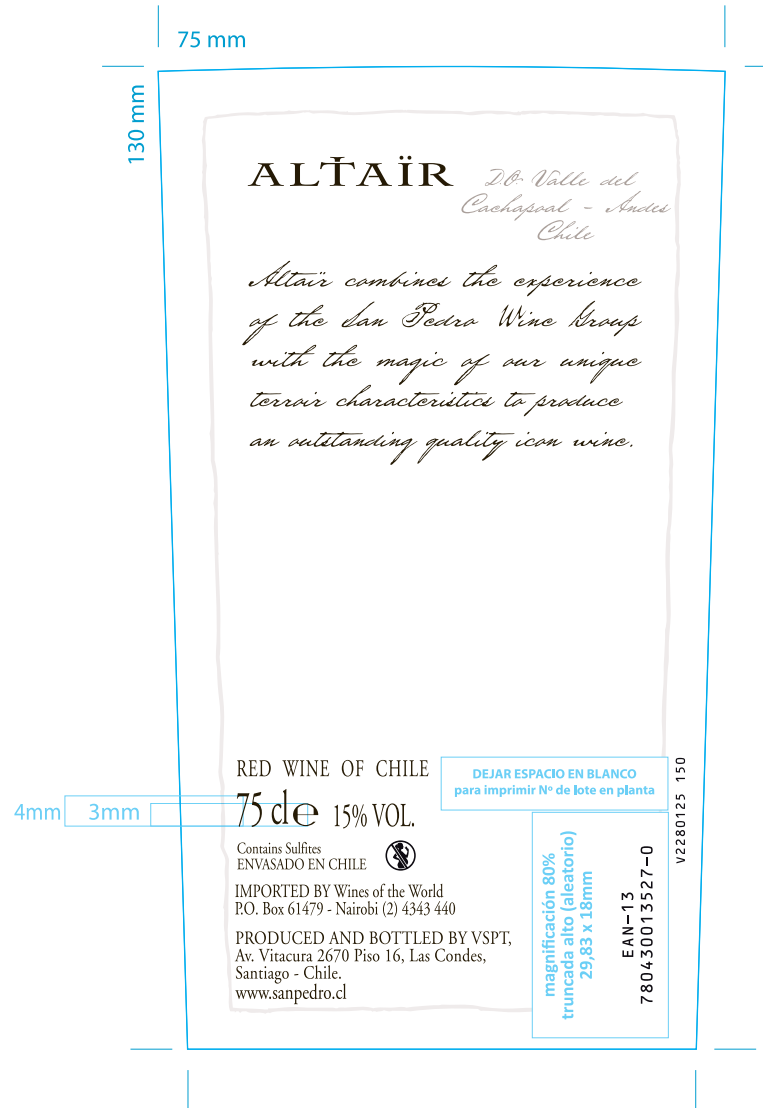 75 mm
130 mm
ALTAÏR
D.O. Valle del
Cachapoal - Andes
Chile
Altaïr combines the experience
of the San Pedro Wine Group
with the magic of our unique
terroir characteristics to produce
an outstanding quality icon wine.
RED WINE OF CHILE
DEJAR ESPACIO EN BLANCO
para imprimir Nº de lote en planta
V2280125 150
4mm
3mm
75 cl e 15% VOL.
Contains Sulfites
ENVASADO EN CHILE
IMPORTED BY Wines of the World
P.O. Box 61479 - Nairobi (2) 4343 440
PRODUCED AND BOTTLED BY VSPT,
Av. Vitacura 2670 Piso 16, Las Condes,
Santiago - Chile.
www.sanpedro.cl
magnificación 80%
truncada alto (aleatorio)
29,83 x 18mm
EAN-13
780430013527-0